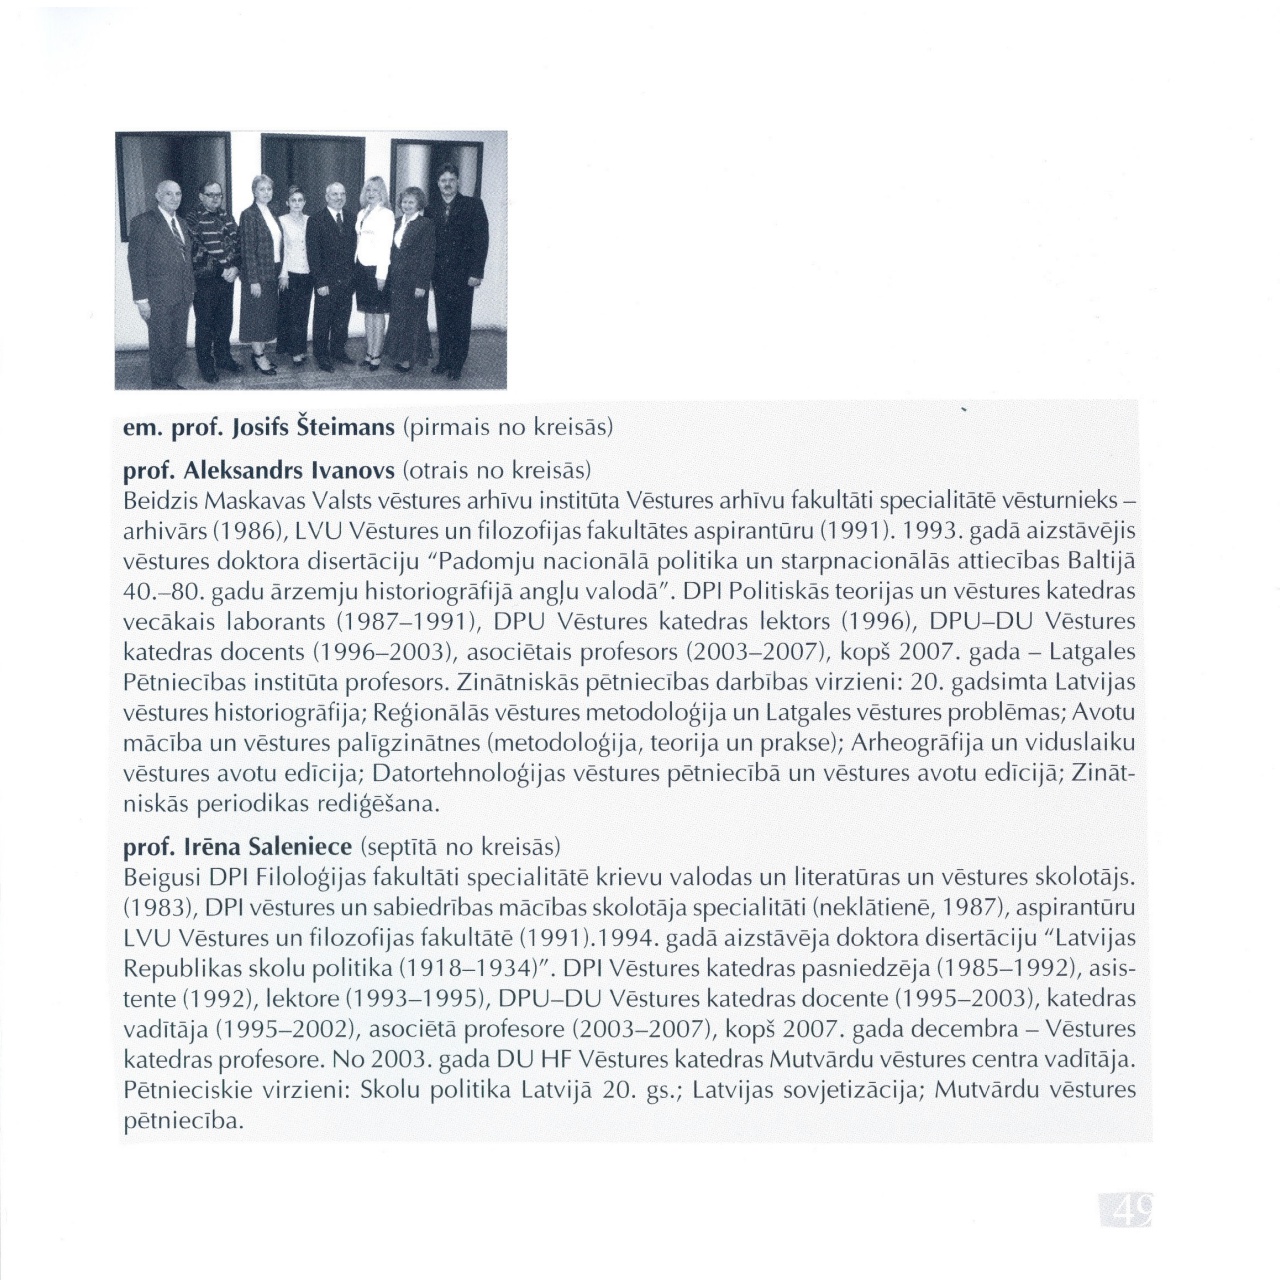 em. prof. Josifs Šteimans (pirmais no kreisās)
prof. Aleksandrs Ivanovs (otrais no kreisās)
Beidzis Maskavas Valsts vēstures arhīvu institūta Vēstures arhīvu fakultāti specialitātē vēsturnieks –
arhivārs (1986), LVU Vēstures un filozofijas fakultātes aspirantūru (1991). 1993. gadā aizstāvējis
vēstures doktora disertāciju “Padomju nacionālā politika un starpnacionālās attiecības Baltijā
40.–80. gadu ārzemju historiogrāfijā angļu valodā”. DPI Politiskās teorijas un vēstures katedras
vecākais laborants (1987–1991), DPU Vēstures katedras lektors (1996), DPU–DU Vēstures
katedras docents (1996–2003), asociētais profesors (2003–2007), kopš 2007. gada – Latgales
Pētniecības institūta profesors. Zinātniskās pētniecības darbības virzieni: 20. gadsimta Latvijas
vēstures historiogrāfija; Reģionālās vēstures metodoloģija un Latgales vēstures problēmas; Avotu
mācība un vēstures palīgzinātnes (metodoloģija, teorija un prakse); Arheogrāfija un viduslaiku
vēstures avotu edīcija; Datortehnoloģijas vēstures pētniecībā un vēstures avotu edīcijā; Zināt-
niskās periodikas rediģēšana.
prof. Irēna Saleniece (septītā no kreisās)
Beigusi DPI Filoloģijas fakultāti specialitātē krievu valodas un literatūras un vēstures skolotājs.
(1983), DPI vēstures un sabiedrības mācības skolotāja specialitāti (neklātienē, 1987), aspirantūru
LVU Vēstures un filozofijas fakultātē (1991).1994. gadā aizstāvēja doktora disertāciju “Latvijas
Republikas skolu politika (1918–1934)”. DPI Vēstures katedras pasniedzēja (1985–1992), asis-
tente (1992), lektore (1993–1995), DPU–DU Vēstures katedras docente (1995–2003), katedras
vadītāja (1995–2002), asociētā profesore (2003–2007), kopš 2007. gada decembra – Vēstures
katedras profesore. No 2003. gada DU HF Vēstures katedras Mutvārdu vēstures centra vadītāja.
Pētnieciskie virzieni: Skolu politika Latvijā 20. gs.; Latvijas sovjetizācija; Mutvārdu vēstures
pētniecība.
49